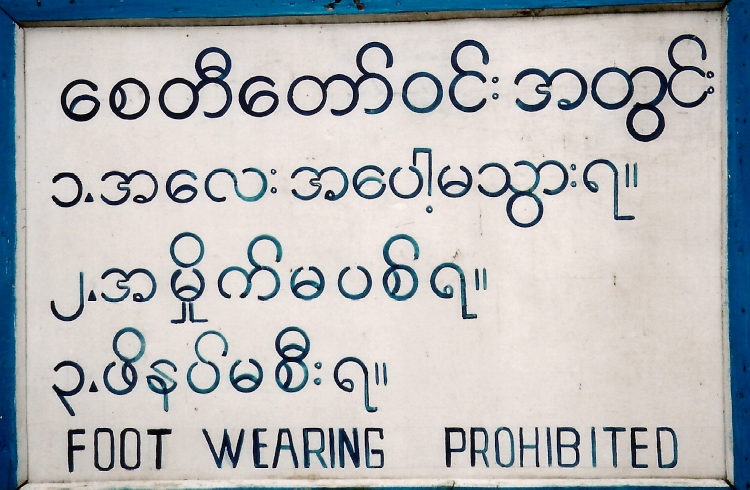 စေတီတော်ဝင်း အတွင်း
၁.အလေး အပေါ့မသွားရ။
၂.အမှိုက်မပစ်ရ။
၃.ဖိနပ်မစီးရ။
FOOT WEARING PROHIBITED